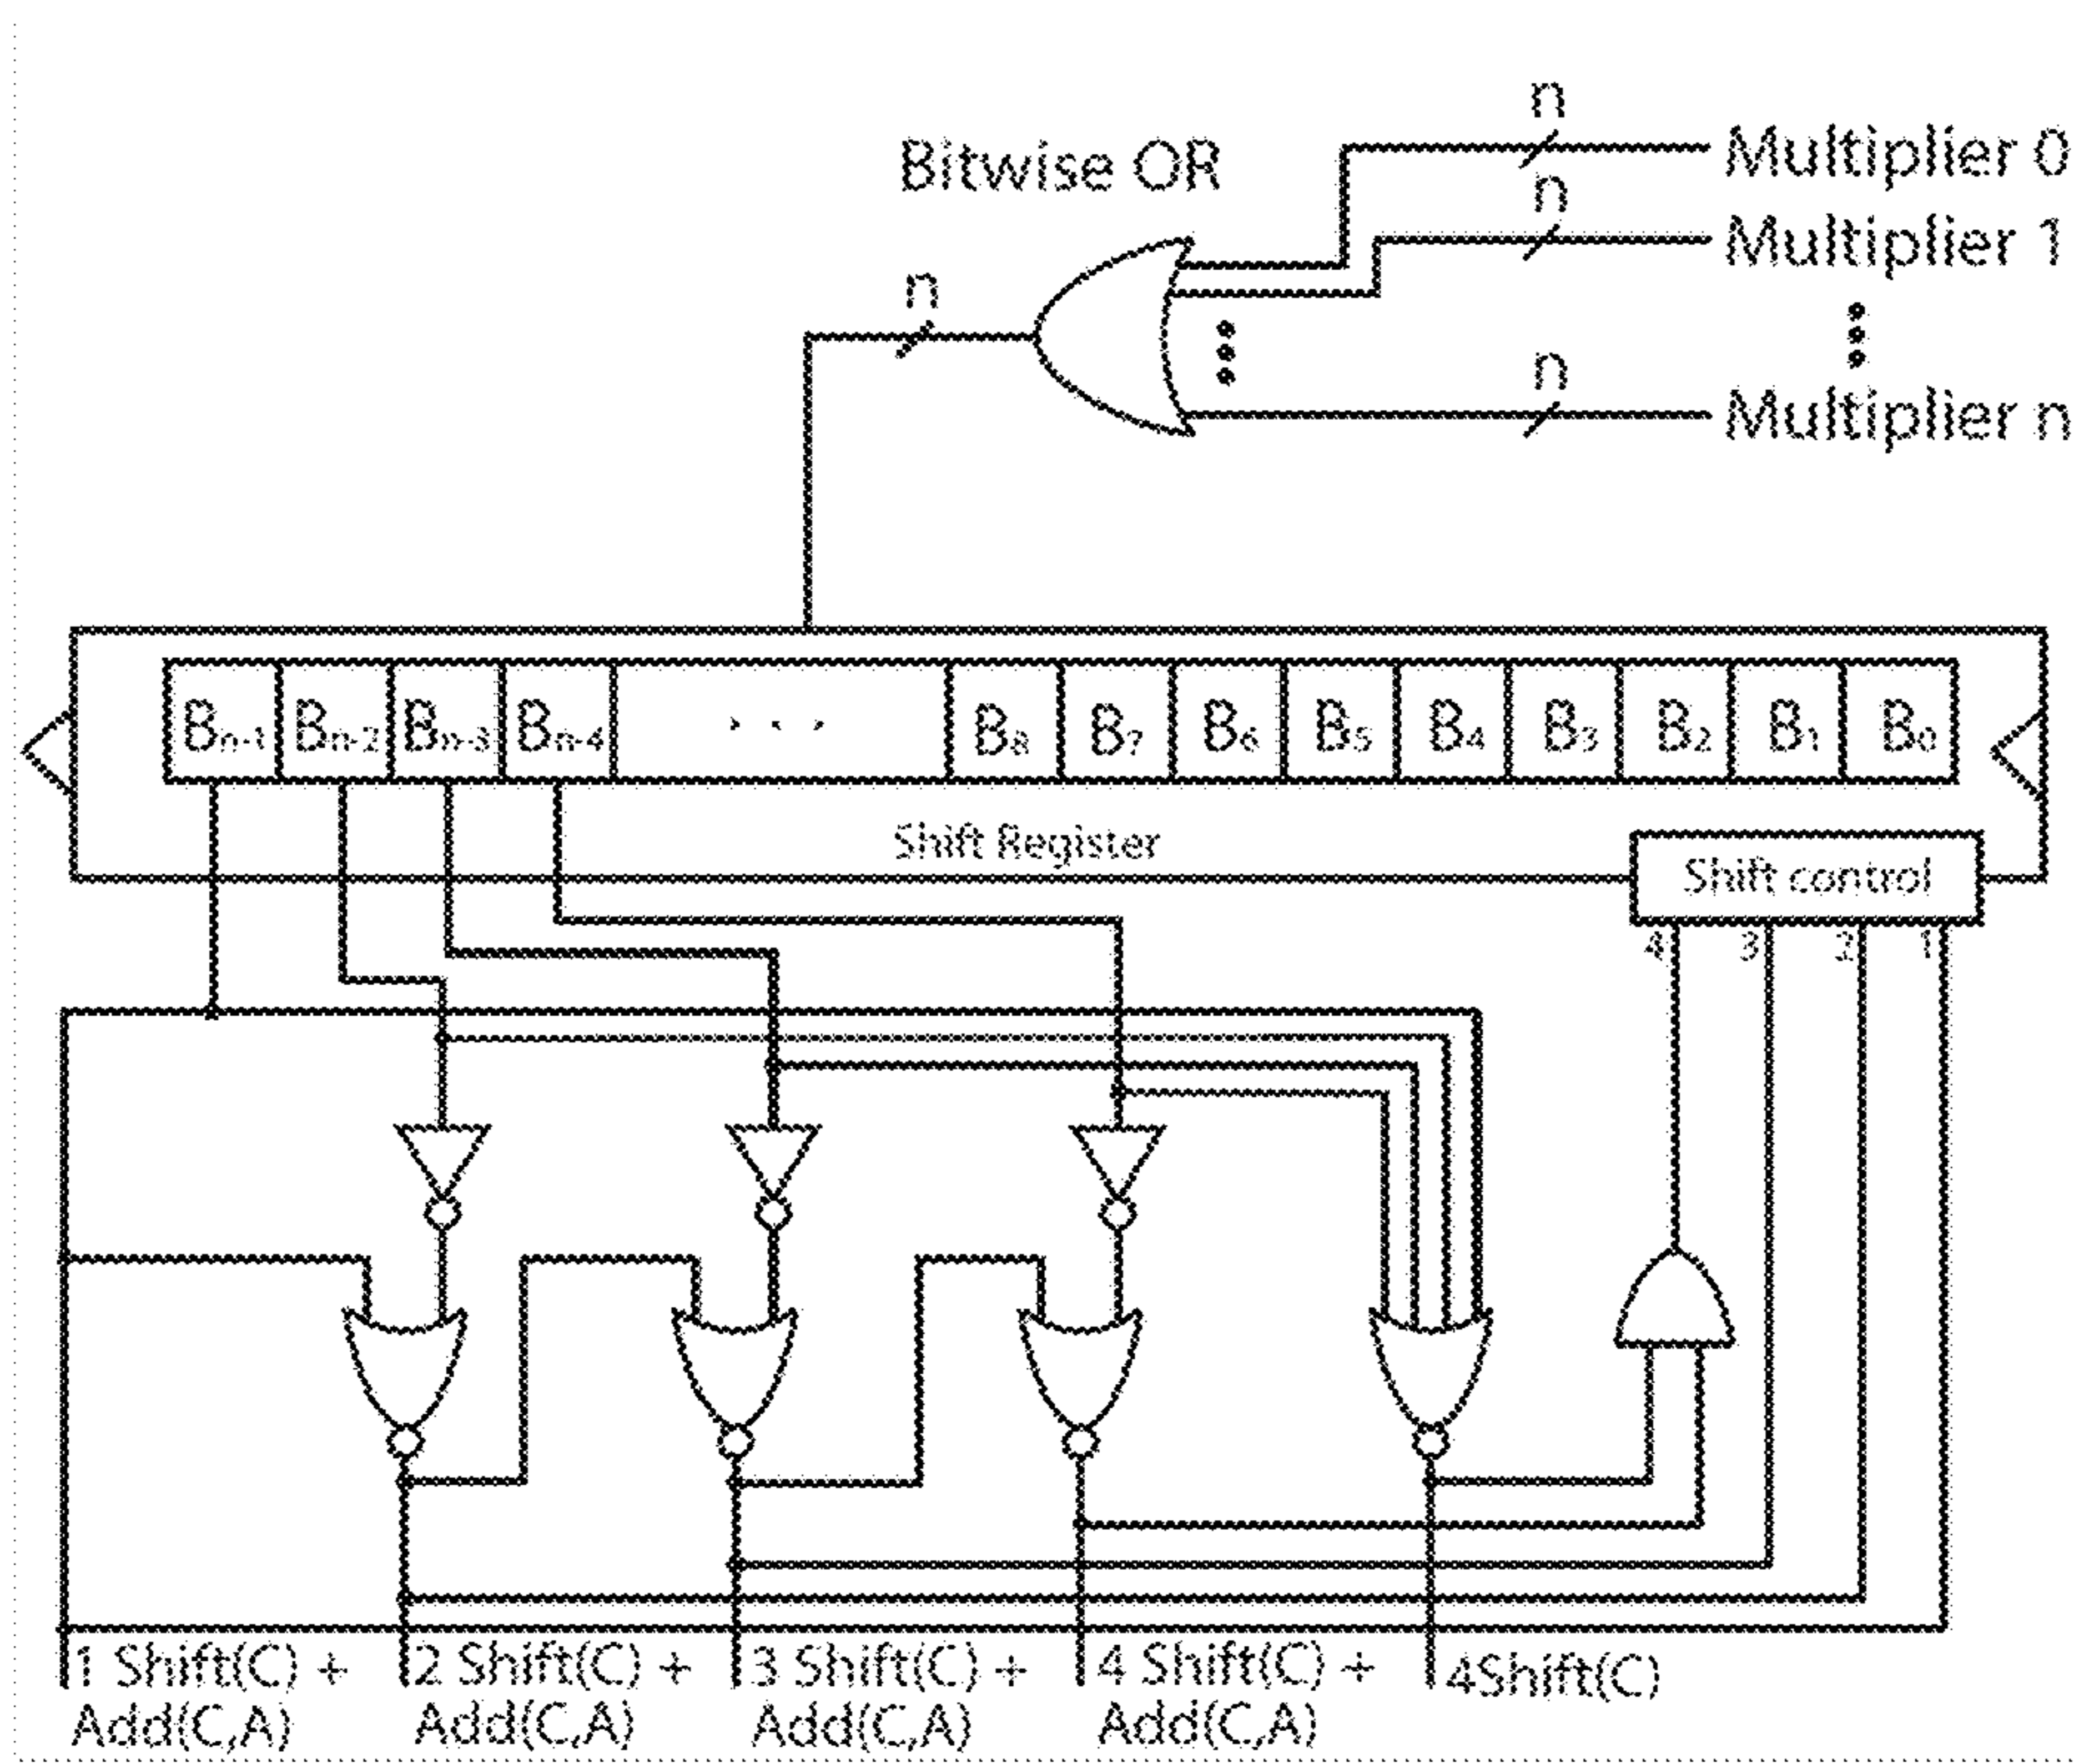 n
Bitwise OR
Multiplier 0
n
Multiplier 1
n
n
Multiplier n
Bn-1 Bn-2 Bn-3 Bn-4 . . . B8 B7 B6 B5 B4 B3 B2 B1 B0
Shift Register
Shift control
4 3 2 1
1 Shift(C) +
Add(C,A)
2 Shift(C) +
Add(C,A)
3 Shift(C) +
Add(C,A)
4 Shift(C) +
Add(C,A)
4Shift(C)